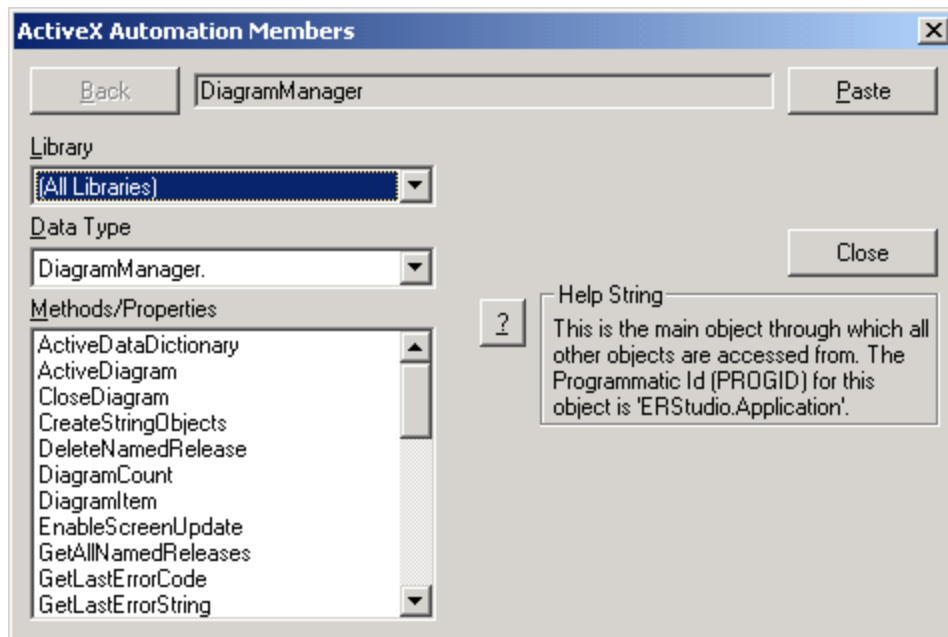 ActiveX Automation Members
Back
DiagramManager
Paste
Library
(All Libraries)
Data Type
DiagramManager.
Close
Methods/Properties
ActiveDataDictionary
ActiveDiagram
CloseDiagram
CreateStringObjects
DeleteNamedRelease
DiagramCount
DiagramItem
EnableScreenUpdate
GetAllNamedReleases
GetLastErrorCode
GetLastErrorString
?
Help String
This is the main object through which all
other objects are accessed from. The
Programmatic Id (PROGID) for this
object is 'ERStudio.Application'.